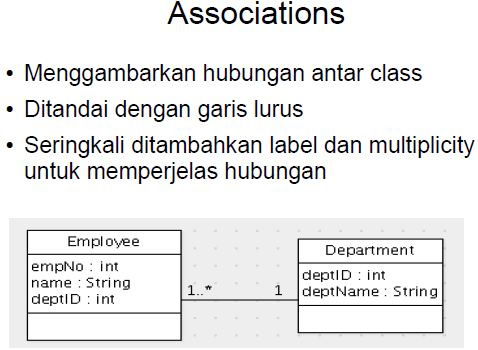 Associations
• Menggambarkan hubungan antar class
• Ditandai dengan garis lurus
• Seringkali ditambahkan label dan multiplicity
untuk memperjelas hubungan
Employee
empNo : int
name : String
deptID : int
1..*
1
Department
deptID : int
deptName : String